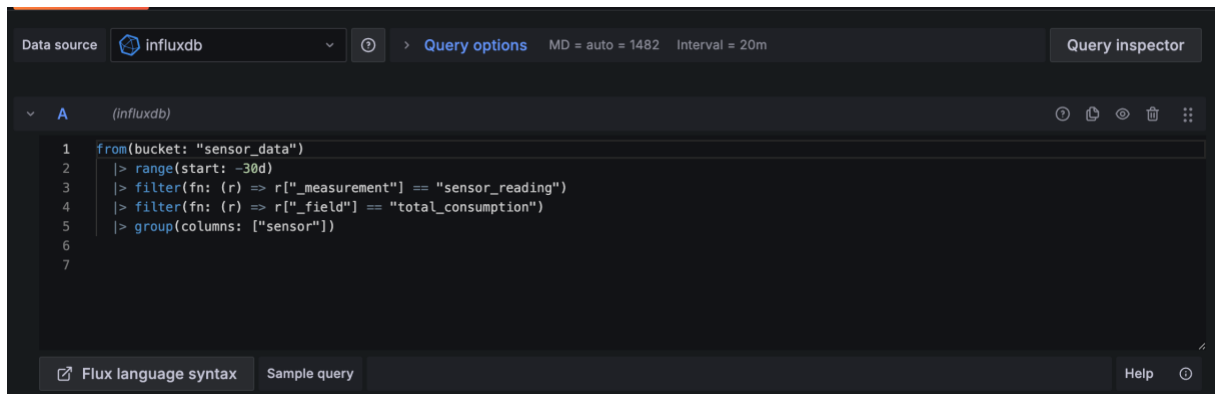 Data source influxdb Query options MD = auto = 1482 Interval = 20m Query inspector
A (influxdb)
1 from(bucket: "sensor_data")
2 |> range(start: -30d)
3 |> filter(fn: (r) => r["_measurement"] == "sensor_reading")
4 |> filter(fn: (r) => r["_field"] == "total_consumption")
5 |> group(columns: ["sensor"])
6
7
Flux language syntax Sample query Help